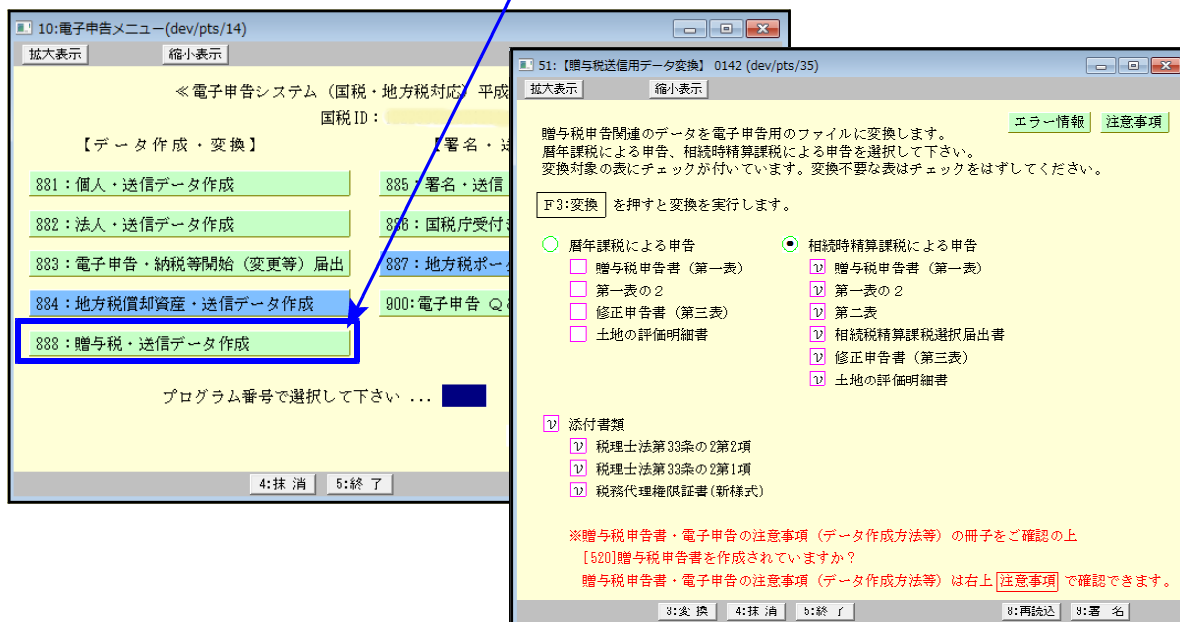 10:電子申告メニュー(dev/pts/14)
拡大表示
縮小表示
≪電子申告システム（国税・地方税対応）平成
国税ID：
【データ作成・変換】
【署名・送
881：個人・送信データ作成
885：署名・送信
882：法人・送信データ作成
886：国税庁受付
883：電子申告・納税等開始（変更等）届出
887：地方税ポー
884：地方税償却資産・送信データ作成
900:電子申告 Q
888：贈与税・送信データ作成
プログラム番号で選択して下さい ...
4:抹 消
5:終 了
51:【贈与税送信用データ変換】 0142 (dev/pts/35)
拡大表示
縮小表示
エラー情報
注意事項
贈与税申告関連のデータを電子申告用のファイルに変換します。
暦年課税による申告、相続時精算課税による申告を選択して下さい。
変換対象の表にチェックが付いています。変換不要な表はチェックをはずしてください。
F3:変換 を押すと変換を実行します。
暦年課税による申告
贈与税申告書（第一表）
第一表の２
修正申告書（第三表）
土地の評価明細書
相続時精算課税による申告
贈与税申告書（第一表）
第一表の２
第二表
相続税精算課税選択届出書
修正申告書（第三表）
土地の評価明細書
添付書類
税理士法第33条の2第2項
税理士法第33条の2第1項
税務代理権限証書(新様式)
※贈与税申告書・電子申告の注意事項（データ作成方法等）の冊子をご確認の上
[520]贈与税申告書を作成されていますか？
贈与税申告書・電子申告の注意事項（データ作成方法等）は右上 注意事項 で確認できます。
3:変 換
4:抹 消
5:終 了
8:再読込
9:署 名